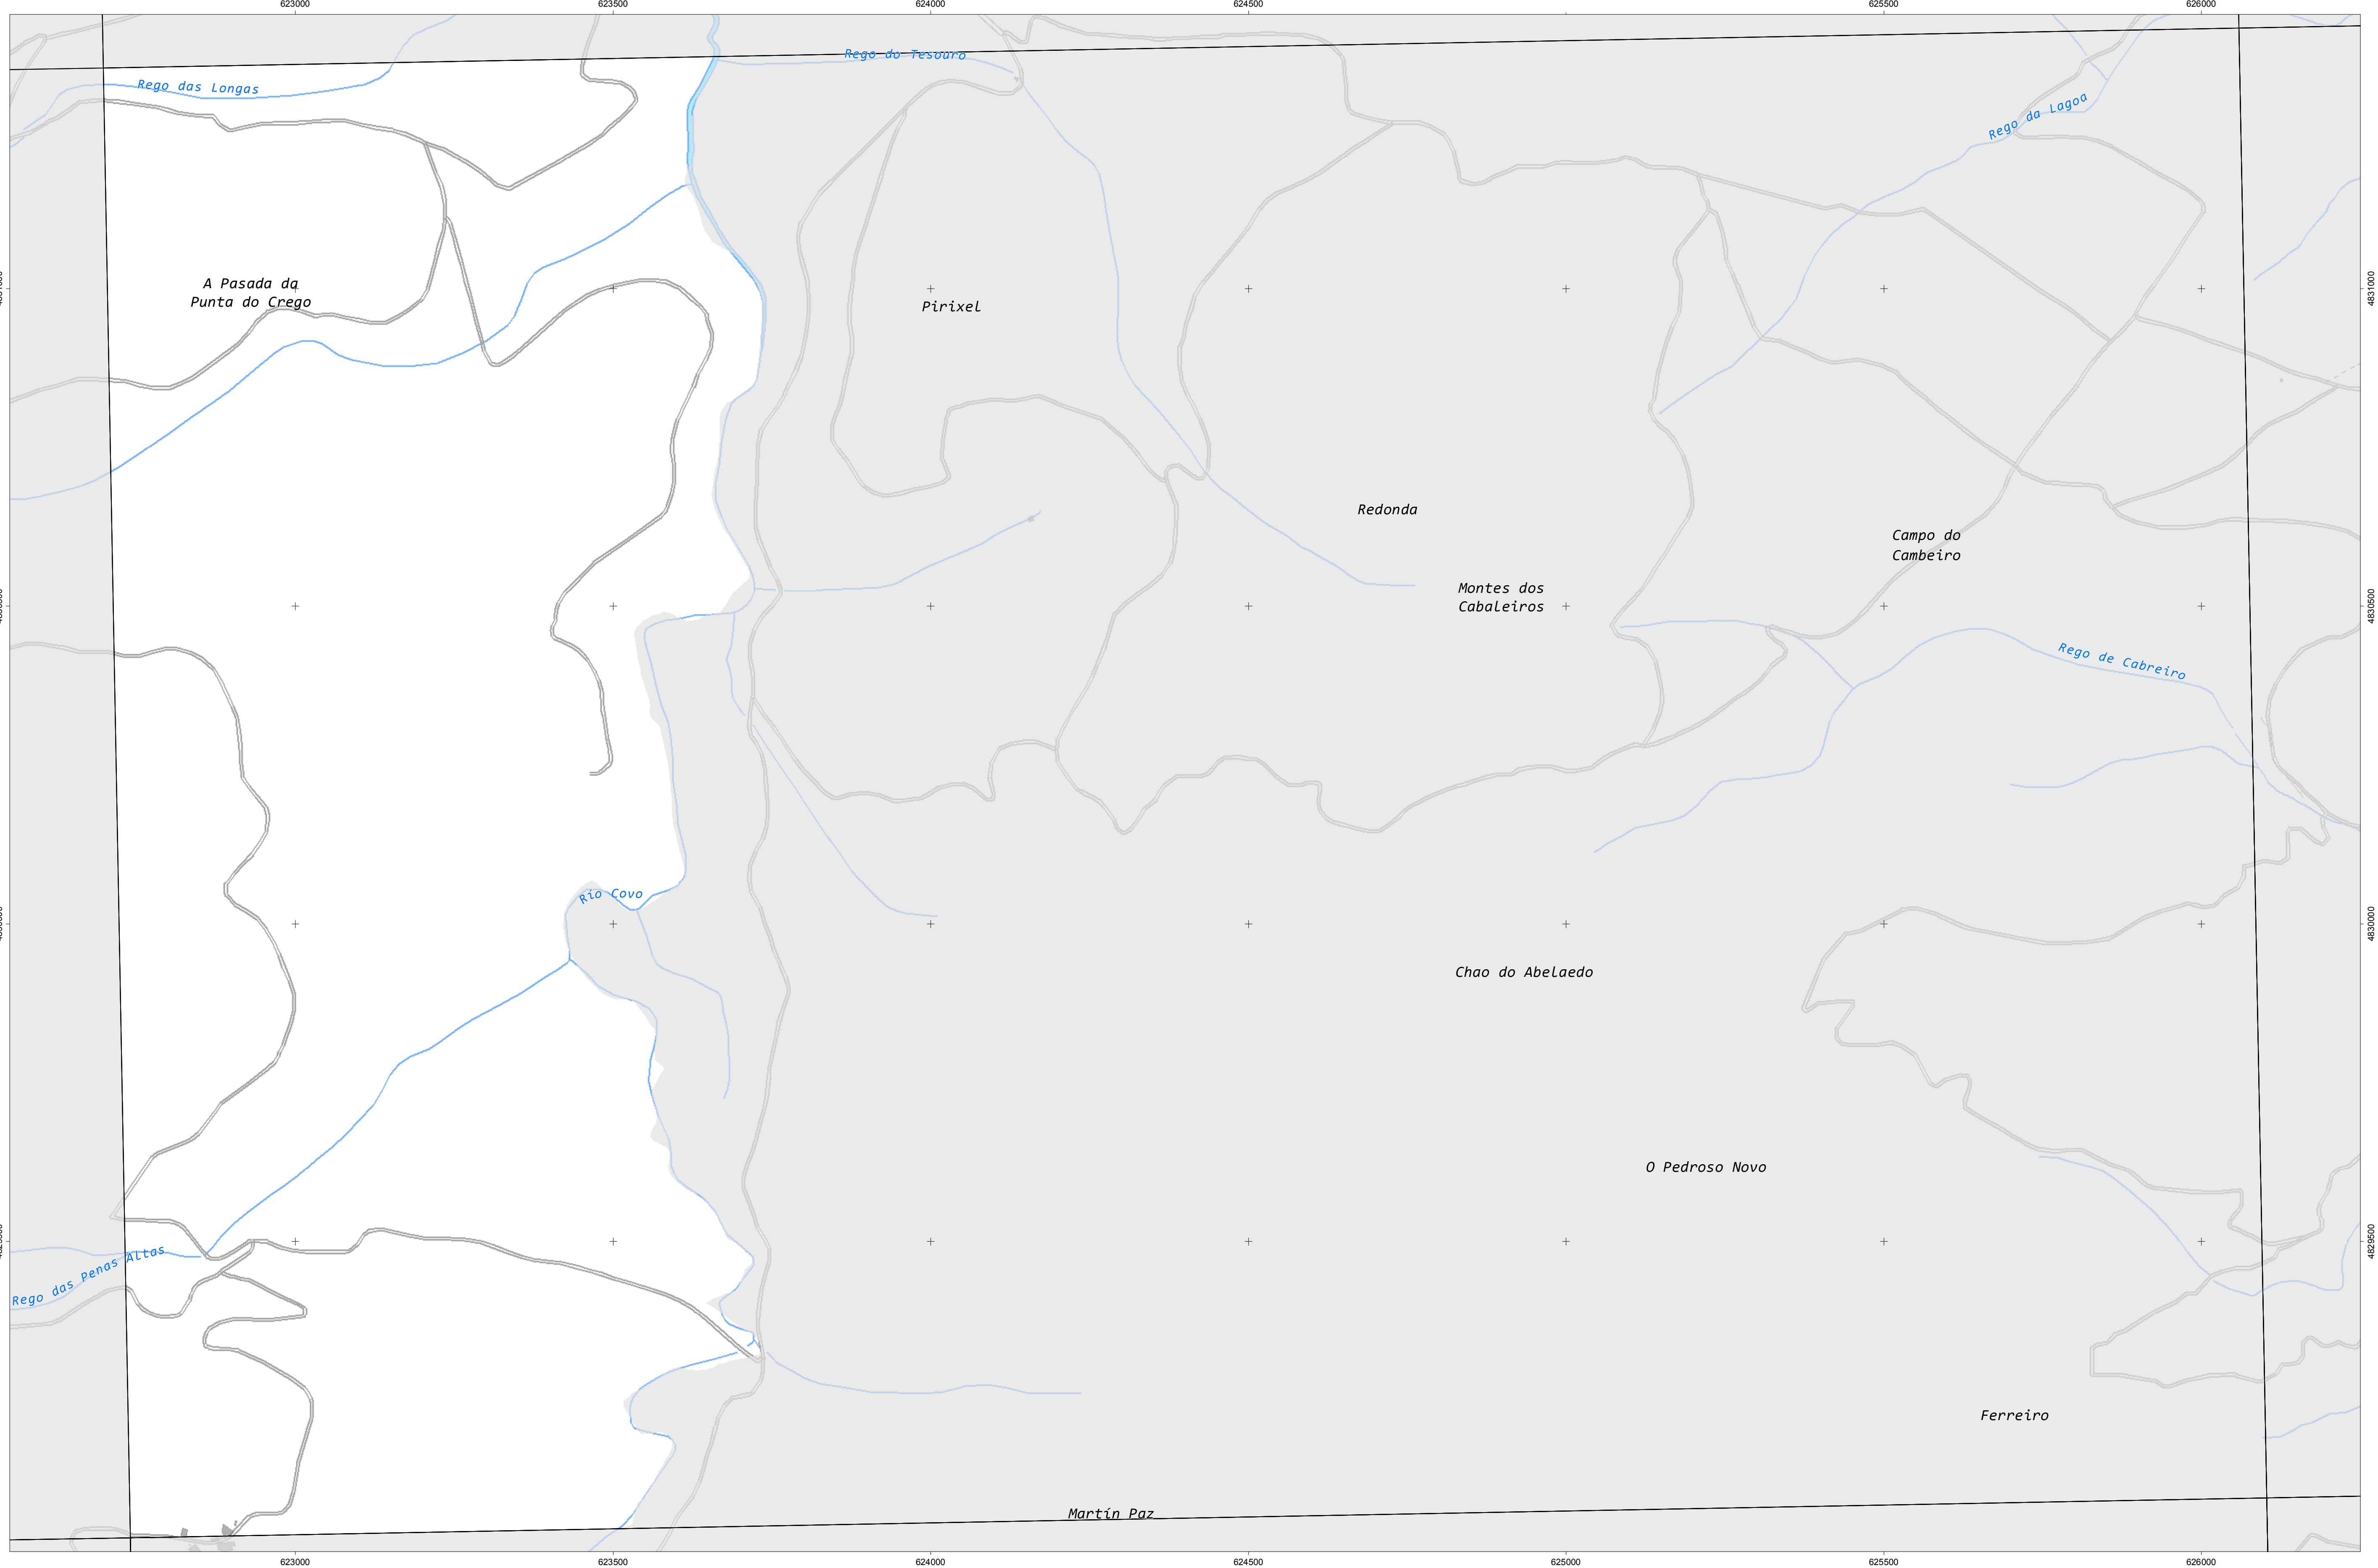 623000
623500
624000
624500
625500
626000
Rego do Tesouro
Rego das Longas
Rego da Lagoa
A Pasada da
Punta do Crego
Pirixel
4831000
Redonda
Campo do
Cambeiro
Montes dos
Cabaleiros
4830500
Rego de Cabreiro
Rio Covo
4830000
Chao do Abelaedo
O Pedroso Novo
4829500
Rego das Penas Altas
Ferreiro
Martín Paz
623000
623500
624000
624500
625000
625500
626000